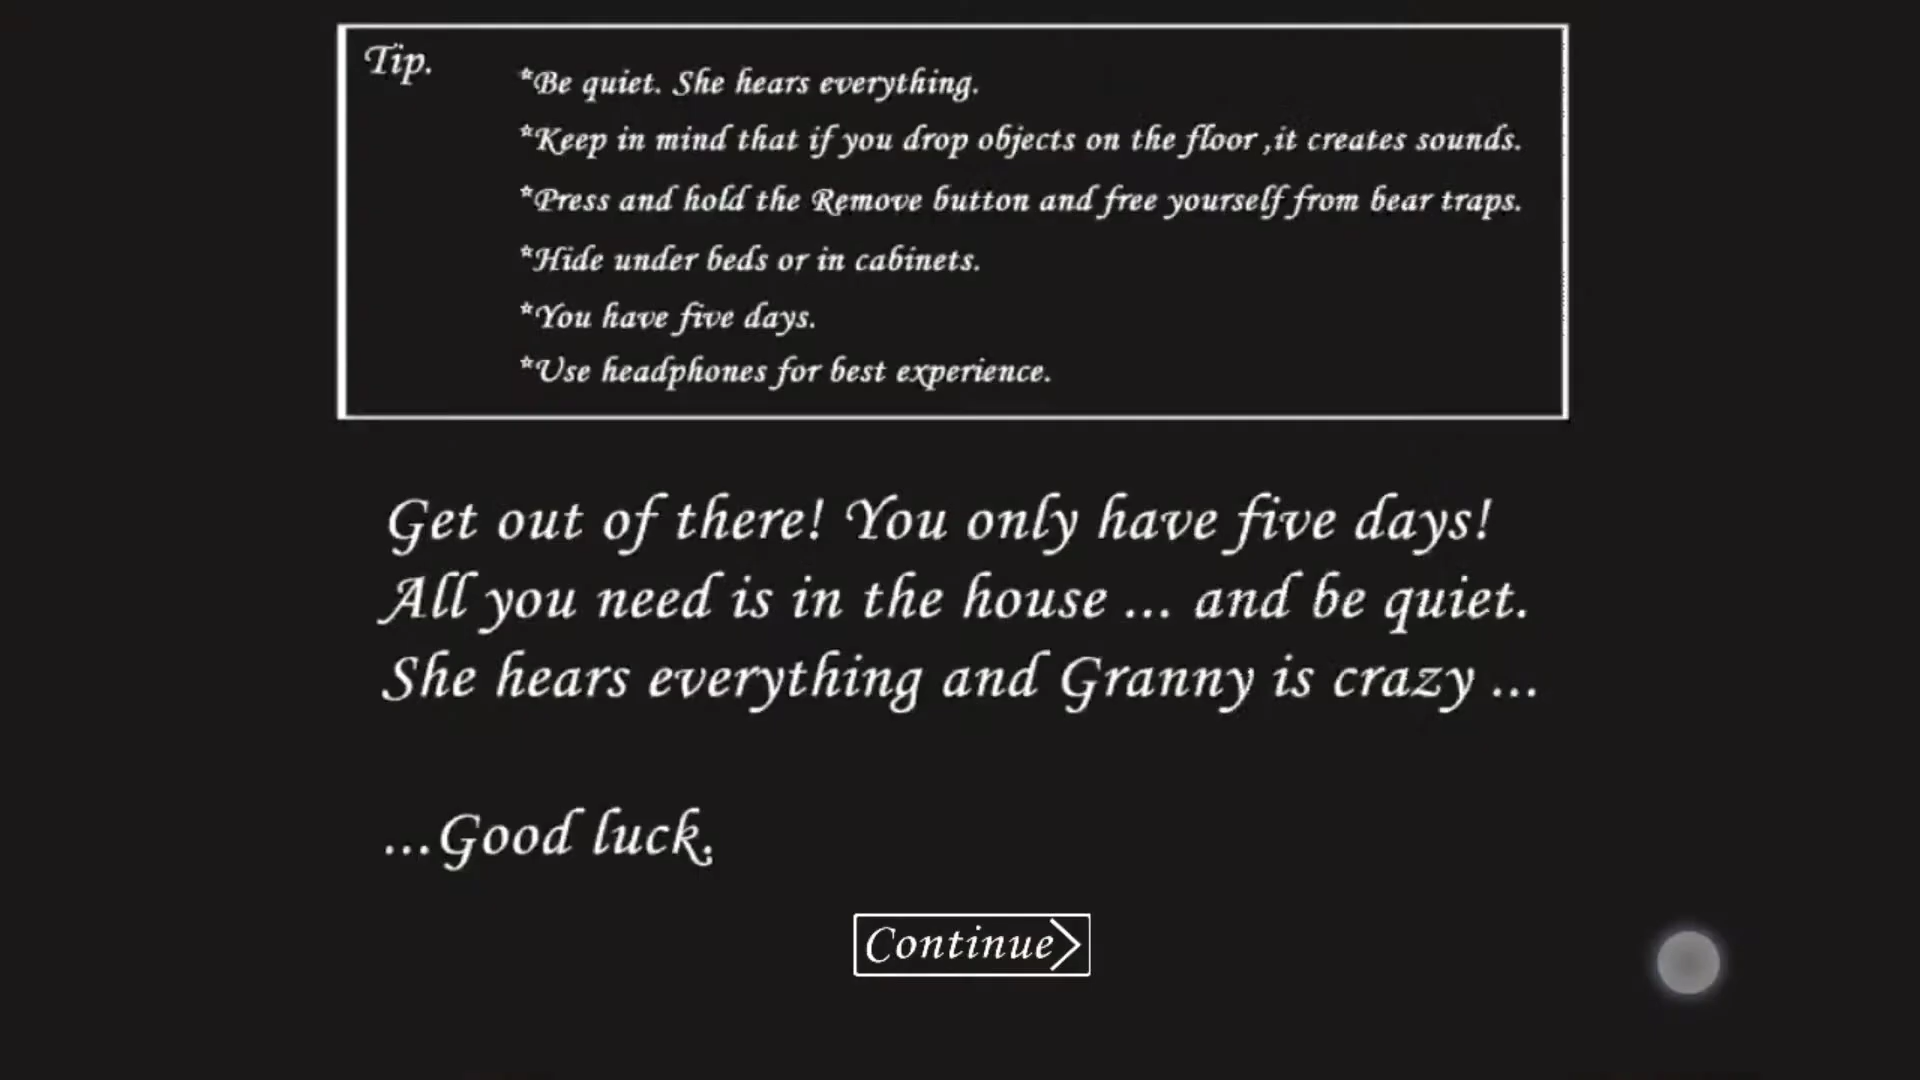 Tip.
*Be quiet. She hears everything.
*Keep in mind that if you drop objects on the floor ,it creates sounds.
*Press and hold the Remove button and free yourself from bear traps.
*Hide under beds or in cabinets.
*You have five days.
*Use headphones for best experience.
Get out of there! You only have five days!
All you need is in the house ... and be quiet.
She hears everything and Granny is crazy ...
...Good luck.
Continue>